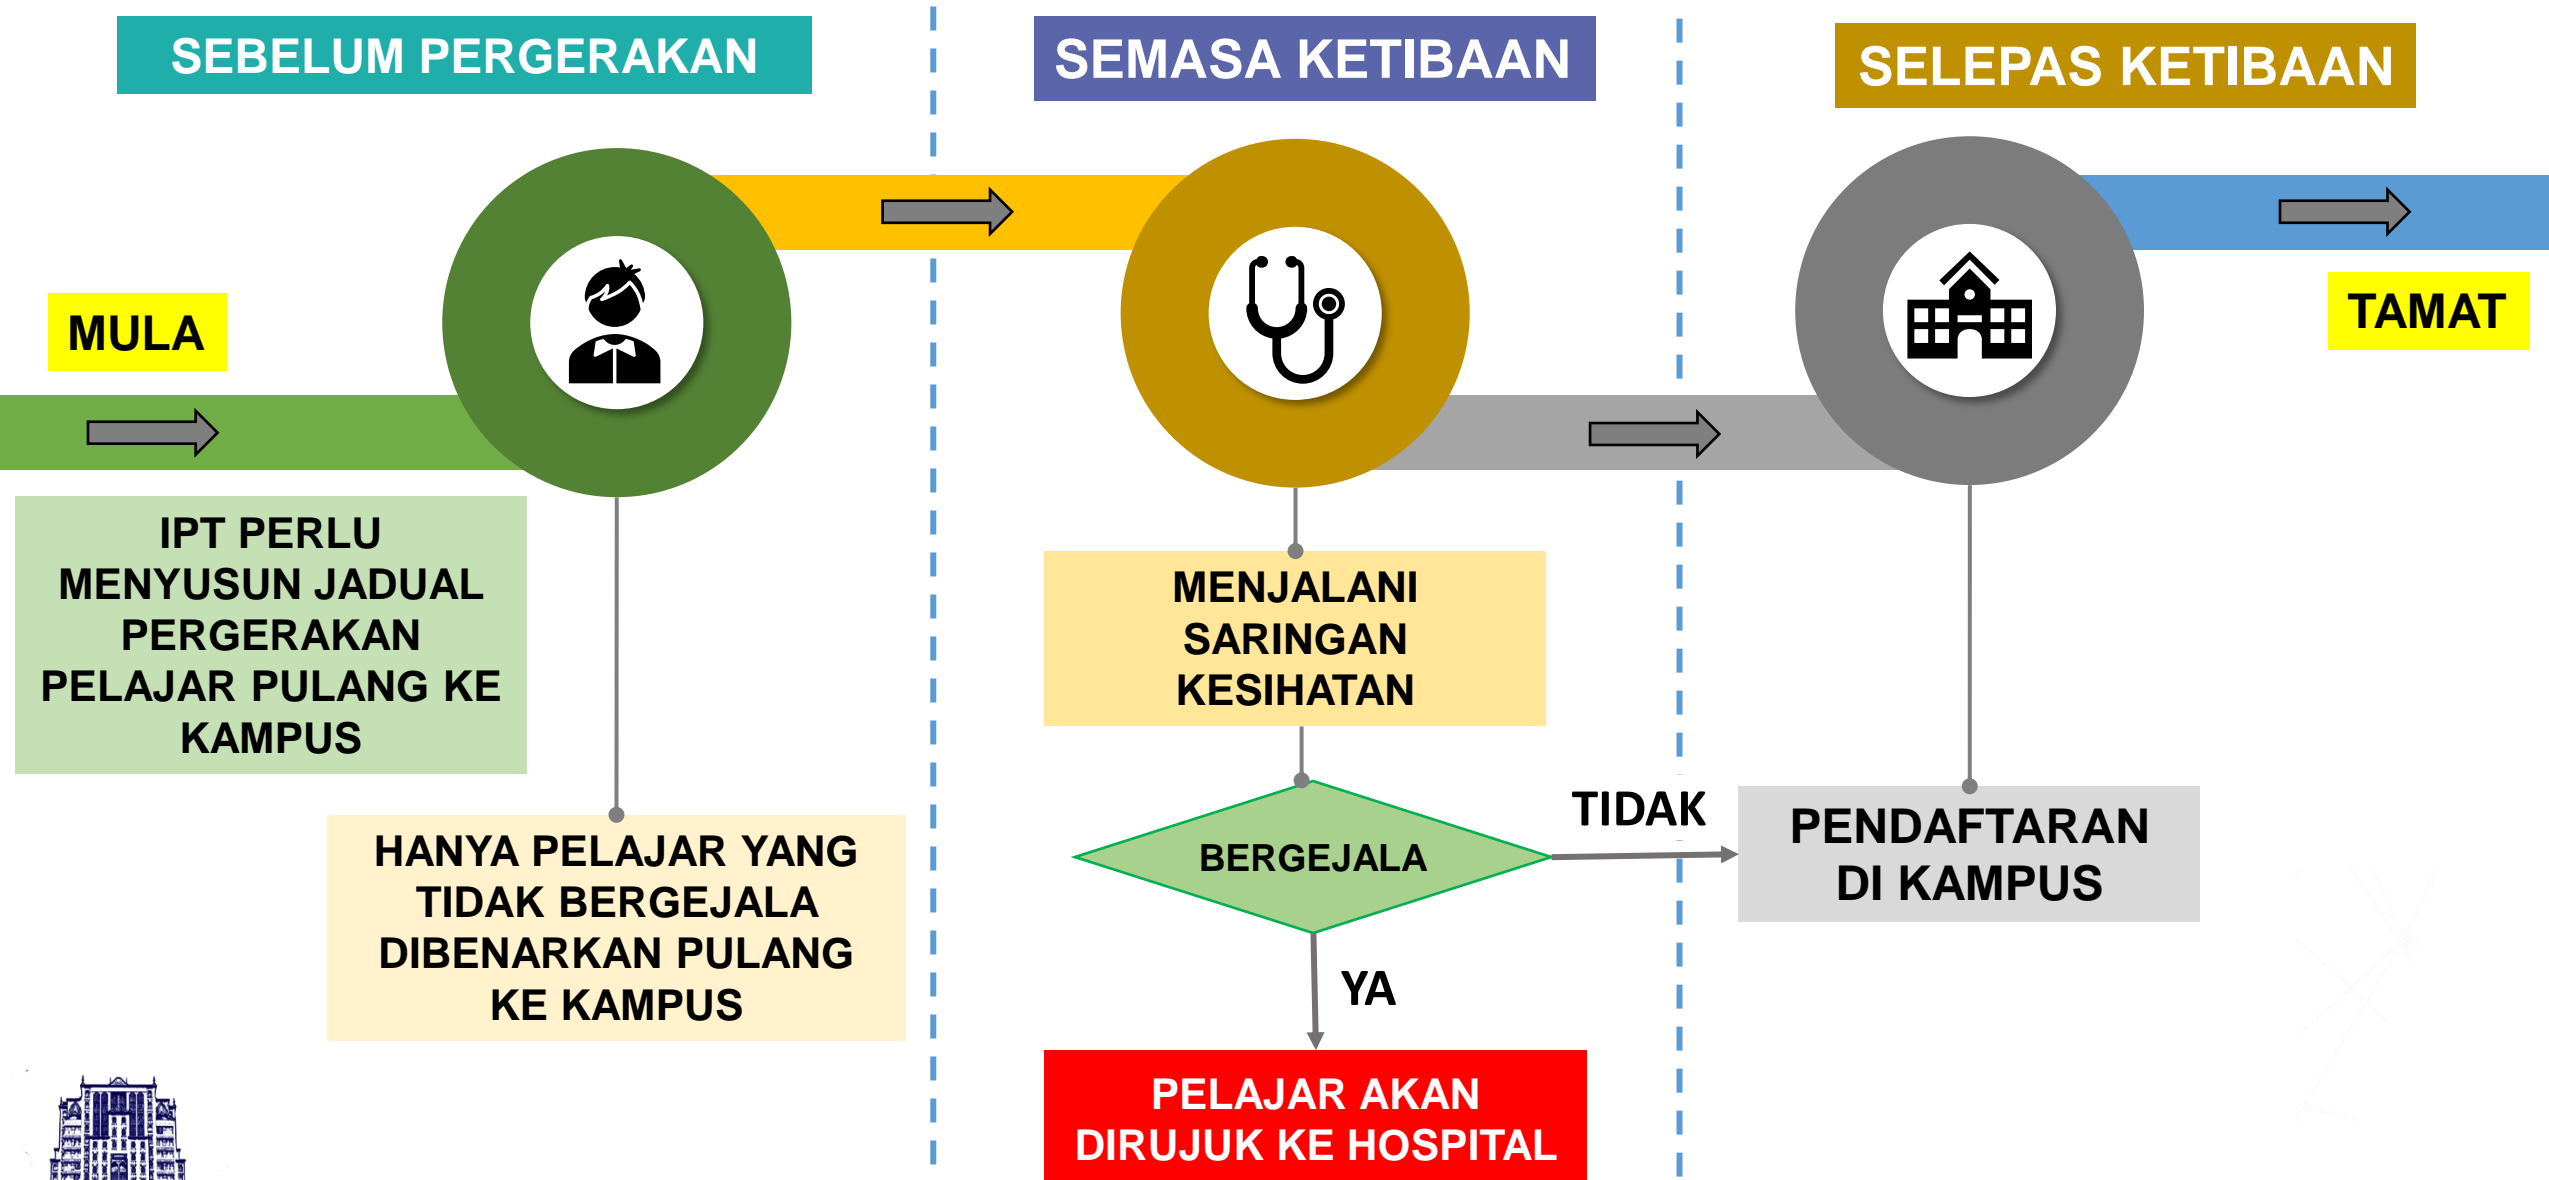 SEBELUM PERGERAKAN
SEMASA KETIBAAN
SELEPAS KETIBAAN
MULA
TAMAT
IPT PERLU
MENYUSUN JADUAL
PERGERAKAN
PELAJAR PULANG KE
KAMPUS
HANYA PELAJAR YANG
TIDAK BERGEJALA
DIBENARKAN PULANG
KE KAMPUS
MENJALANI
SARINGAN
KESIHATAN
BERGEJALA
TIDAK
YA
PELAJAR AKAN
DIRUJUK KE HOSPITAL
PENDAFTARAN
DI KAMPUS